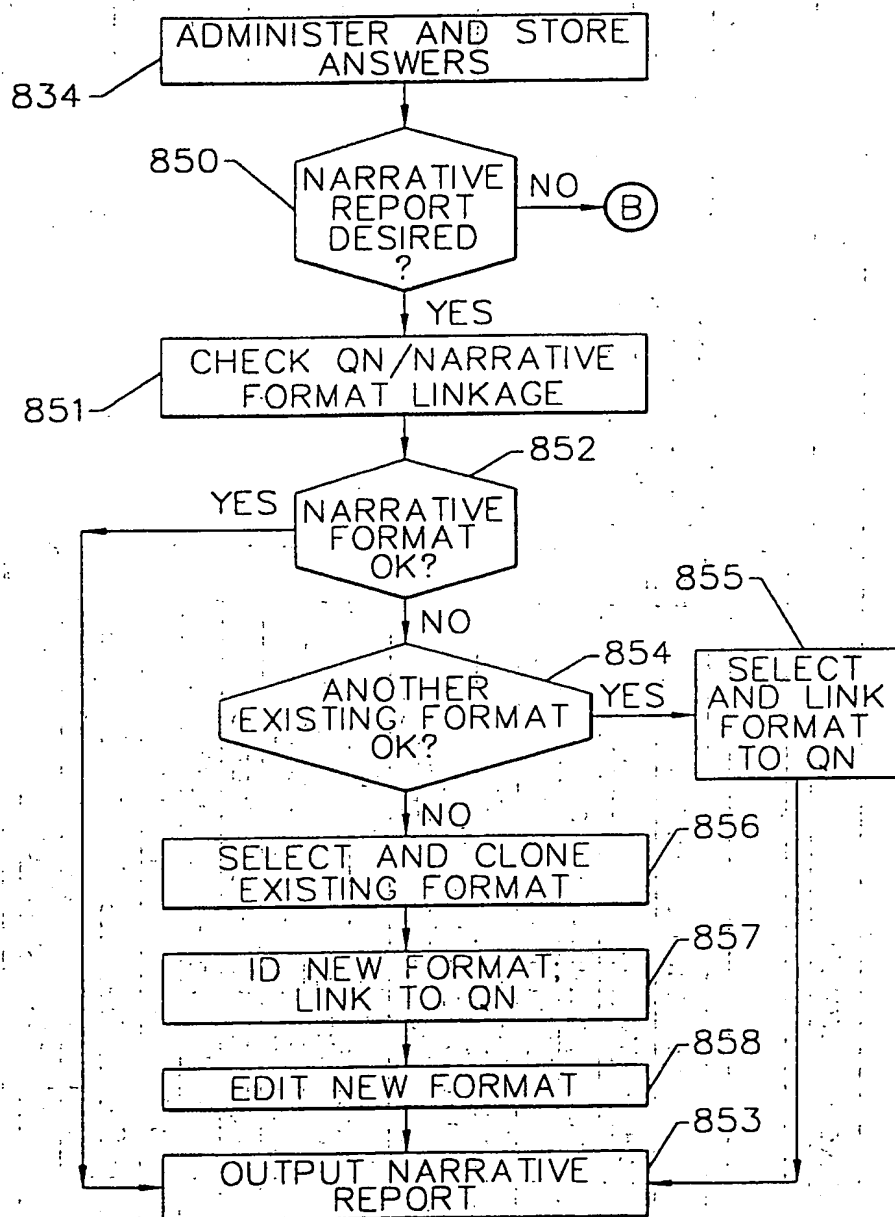 ADMINISTER AND STORE
ANSWERS
834
850
NARRATIVE
REPORT
DESIRED
?
NO
B
YES
CHECK QN/NARRATIVE
FORMAT LINKAGE
851
852
YES
NARRATIVE
FORMAT
OK?
NO
855
854
ANOTHER
EXISTING FORMAT
OK?
YES
SELECT
AND LINK
FORMAT
TO QN
NO
856
SELECT AND CLONE
EXISTING FORMAT
857
ID NEW FORMAT;
LINK TO QN
858
EDIT NEW FORMAT
853
OUTPUT NARRATIVE
REPORT